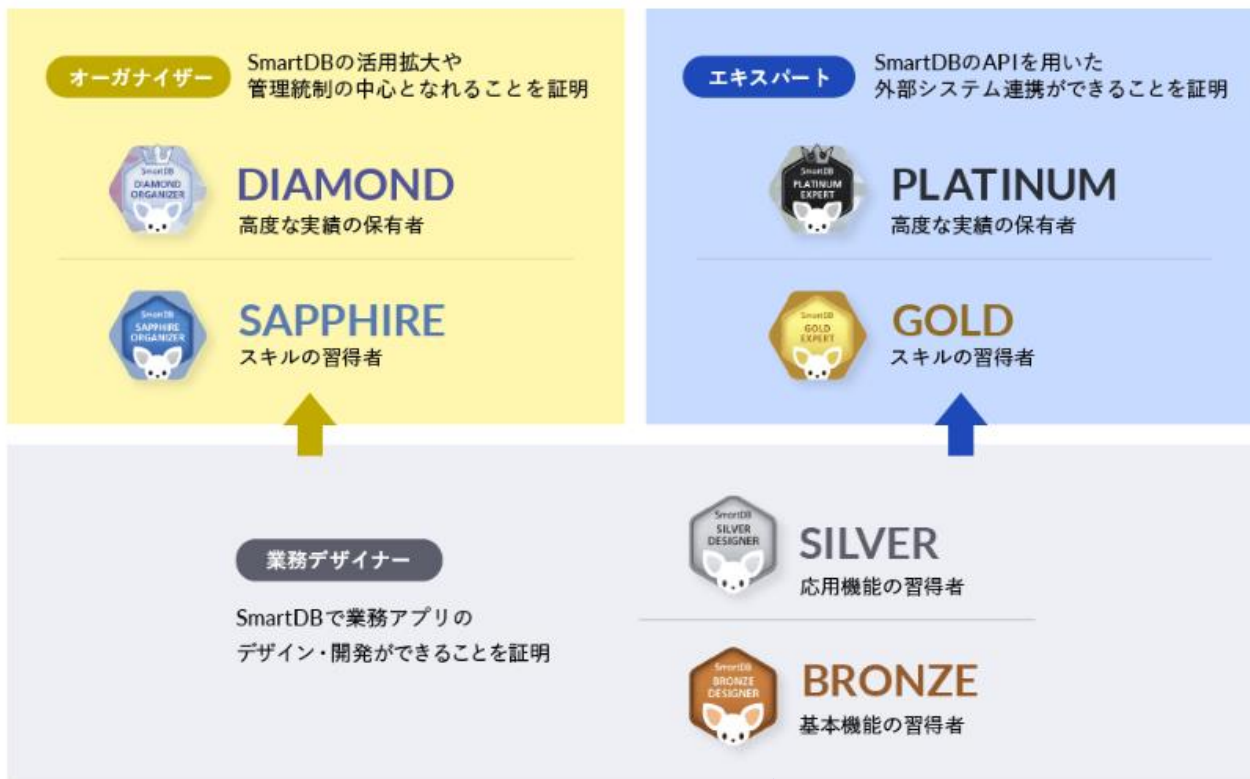 オーガナイザー
SmartDBの活用拡大や
管理統制の中心となれることを証明
SmartDB
DIAMOND
ORGANIZER
DIAMOND
高度な実績の保有者
SmartDB
SAPPHIRE
ORGANIZER
SAPPHIRE
スキルの習得者
エキスパート
SmartDBのAPIを用いた
外部システム連携ができることを証明
SmartDB
PLATINUM
EXPERT
PLATINUM
高度な実績の保有者
SmartDB
GOLD
EXPERT
GOLD
スキルの習得者
業務デザイナー
SmartDBで業務アプリの
デザイン・開発ができることを証明
SmartDB
SILVER
DESIGNER
SILVER
応用機能の習得者
SmartDB
BRONZE
DESIGNER
BRONZE
基本機能の習得者